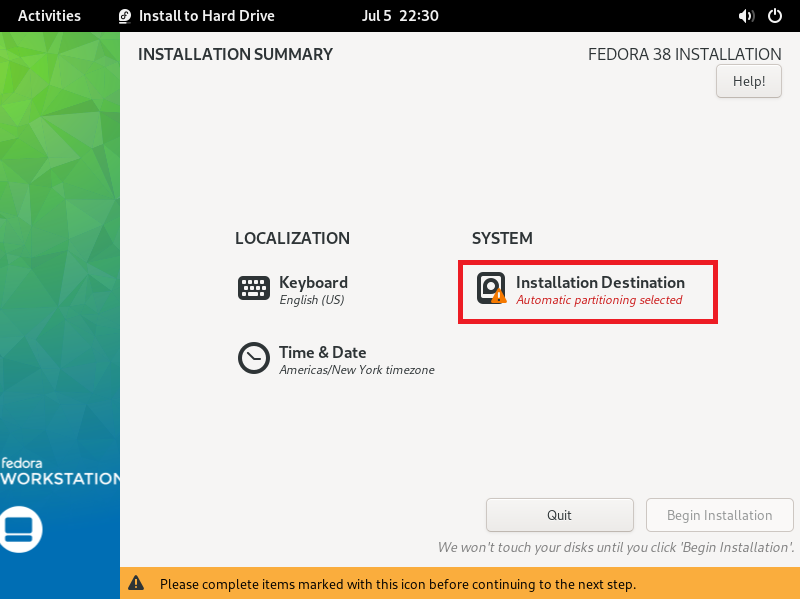 Activities
Install to Hard Drive
Jul 5 22:30
INSTALLATION SUMMARY
FEDORA 38 INSTALLATION
Help!
LOCALIZATION
Keyboard
English (US)
Time & Date
Americas/New York timezone
SYSTEM
Installation Destination
Automatic partitioning selected
fedora
WORKSTATION
Quit
Begin Installation
We won't touch your disks until you click 'Begin Installation'.
Please complete items marked with this icon before continuing to the next step.